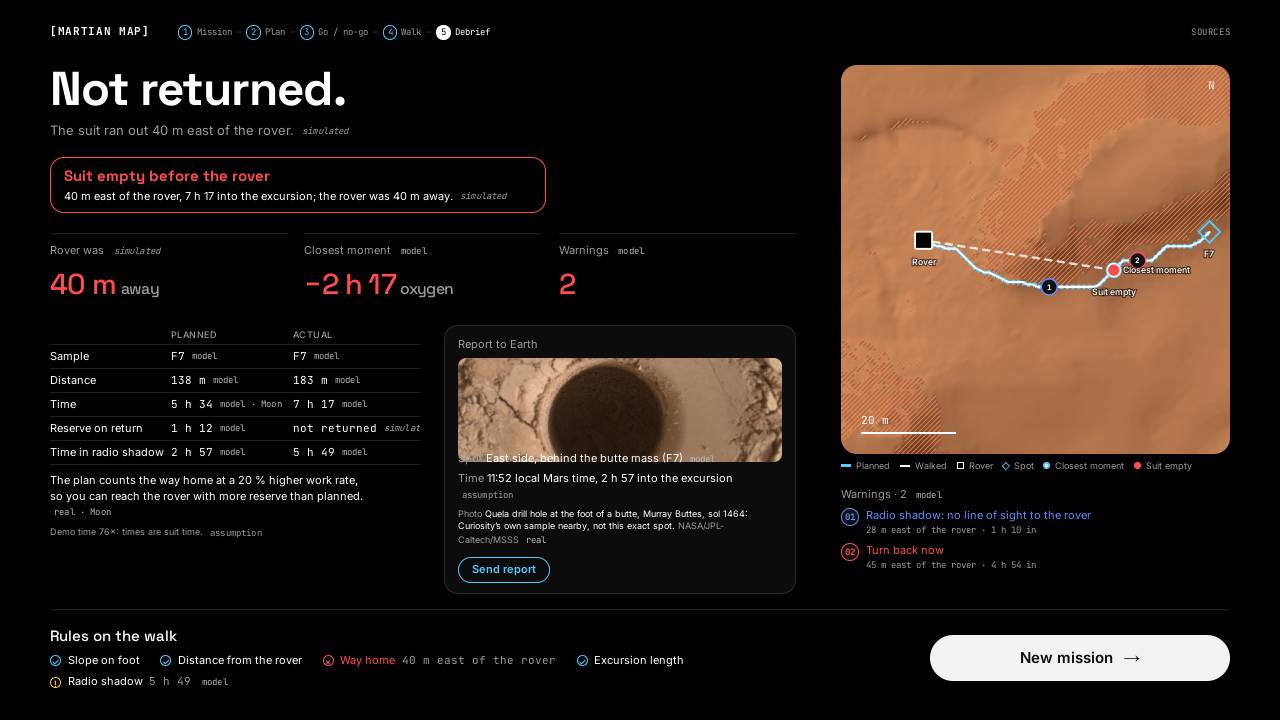 [MARTIAN MAP]
1 Mission – 2 Plan – 3 Go / no-go – 4 Walk – 5 Debrief
SOURCES
Not returned.
The suit ran out 40 m east of the rover. simulated
Suit empty before the rover
40 m east of the rover, 7 h 17 into the excursion; the rover was 40 m away. simulated
Rover was simulated
40 m away
Closest moment model
−2 h 17 oxygen
Warnings model
2
PLANNED ACTUAL
Sample F7 model F7 model
Distance 138 m model 183 m model
Time 5 h 34 model · Moon 7 h 17 model
Reserve on return 1 h 12 model not returned simulat
Time in radio shadow 2 h 57 model 5 h 49 model
The plan counts the way home at a 20 % higher work rate,
so you can reach the rover with more reserve than planned.
real · Moon
Demo time 76×: times are suit time. assumption
Report to Earth
East side, behind the butte mass (F7) model
Time 11:52 local Mars time, 2 h 57 into the excursion
assumption
Photo Quela drill hole at the foot of a butte, Murray Buttes, sol 1464:
Curiosity's own sample nearby, not this exact spot. NASA/JPL-
Caltech/MSSS real
Send report
N
Rover
F7
2
Closest moment
1
Suit empty
20 m
Planned Walked Rover Spot Closest moment Suit empty
Warnings · 2 model
01 Radio shadow: no line of sight to the rover
28 m east of the rover · 1 h 10 in
02 Turn back now
45 m east of the rover · 4 h 54 in
Rules on the walk
Slope on foot Distance from the rover Way home 40 m east of the rover Excursion length
Radio shadow 5 h 49 model
New mission →